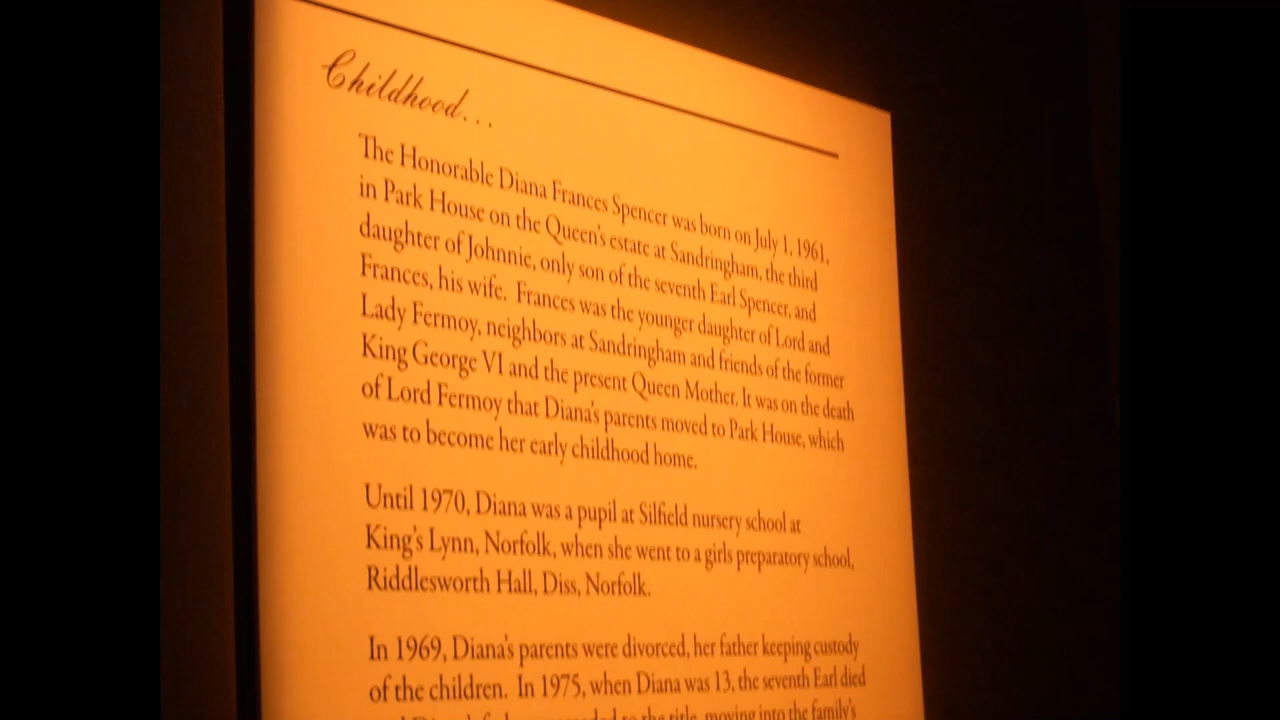 Childhood...
The Honorable Diana Frances Spencer was born on July 1, 1961,
in Park House on the Queen's estate at Sandringham, the third
daughter of Johnnie, only son of the seventh Earl Spencer, and
Frances, his wife. Frances was the younger daughter of Lord and
Lady Fermoy, neighbors at Sandringham and friends of the former
King George VI and the present Queen Mother. It was on the death
of Lord Fermoy that Diana's parents moved to Park House, which
was to become her early childhood home.
Until 1970, Diana was a pupil at Silfield nursery school at
King's Lynn, Norfolk, when she went to a girls preparatory school,
Riddlesworth Hall, Diss, Norfolk.
In 1969, Diana's parents were divorced, her father keeping custody
of the children. In 1975, when Diana was 13, the seventh Earl died
to the title, moving into the family's